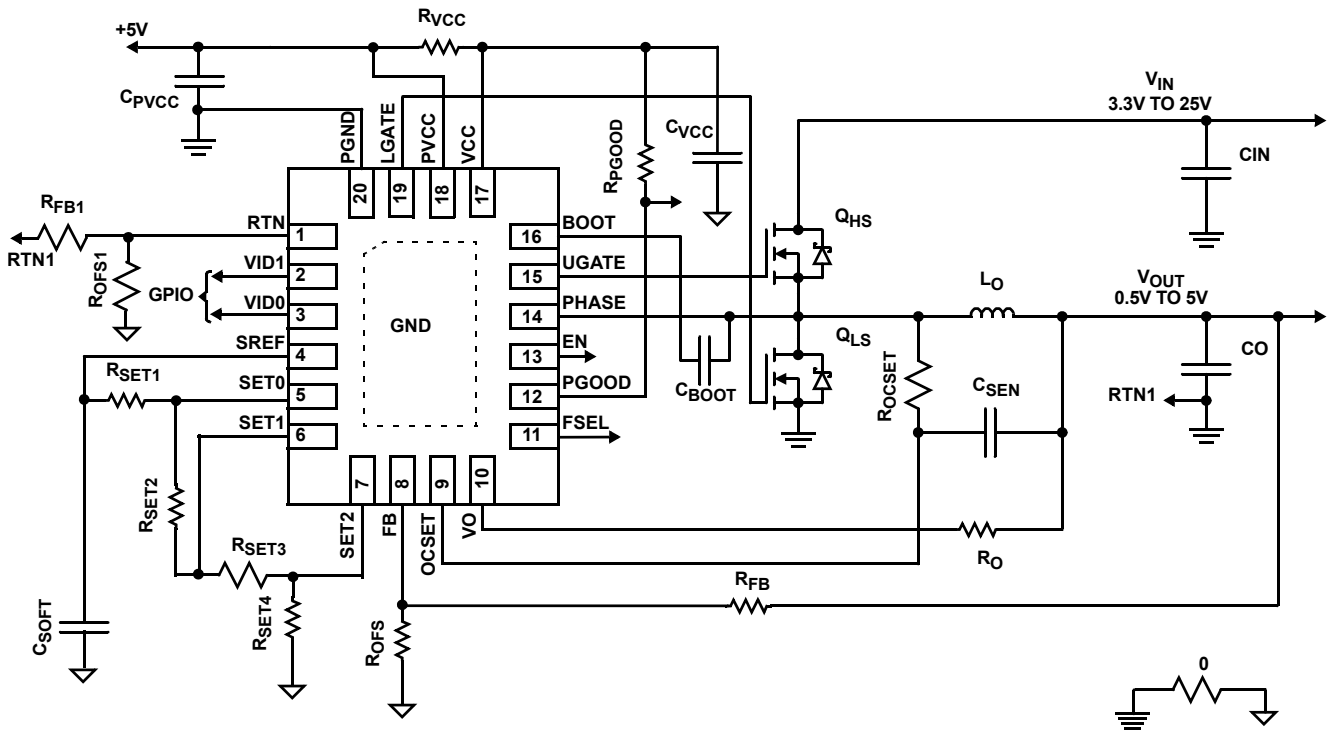 +5V
RVCC
CPVCC
PGND
LGATE
PVCC
VCC
RPGOOD
CVCC
VIN
3.3V TO 25V
CIN
20
19
18
17
RFB1
RTN1
ROFS1
RTN
1
VID1
2
GPIO
VID0
3
SREF
4
SET0
5
SET1
6
GND
16
BOOT
15
UGATE
14
PHASE
13
EN
12
PGOOD
11
FSEL
QHS
QLS
CBOOT
LO
VOUT
0.5V TO 5V
CO
RTN1
ROCSET
CSEN
RSET1
RSET2
RSET3
RSET4
CSOFT
7
8
9
10
SET2
FB
OCSET
VO
RO
RFB
ROFS
0